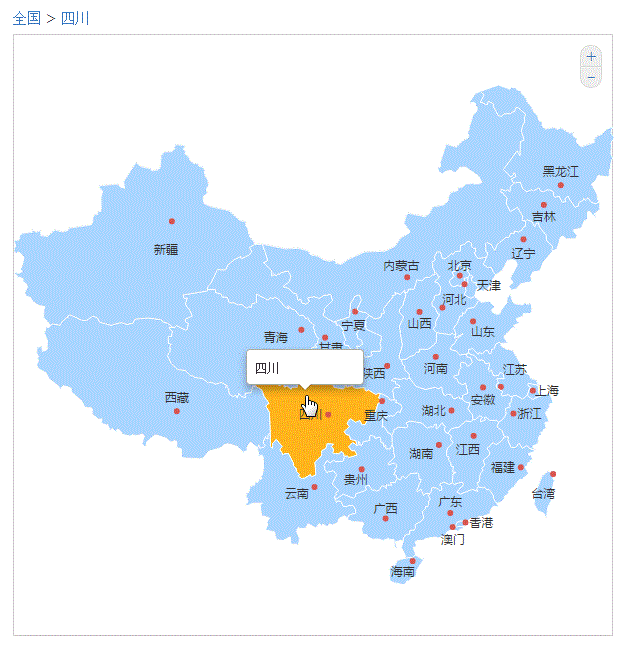 全国 > 四川
+
-
黑龙江
吉林
辽宁
新疆
内蒙古
北京
天津
河北
宁夏
山西
山东
青海
甘肃
四川
陕西
河南
江苏
上海
安徽
西藏
四川
重庆
湖北
浙江
湖南
江西
福建
贵州
云南
台湾
广西
广东
香港
澳门
海南